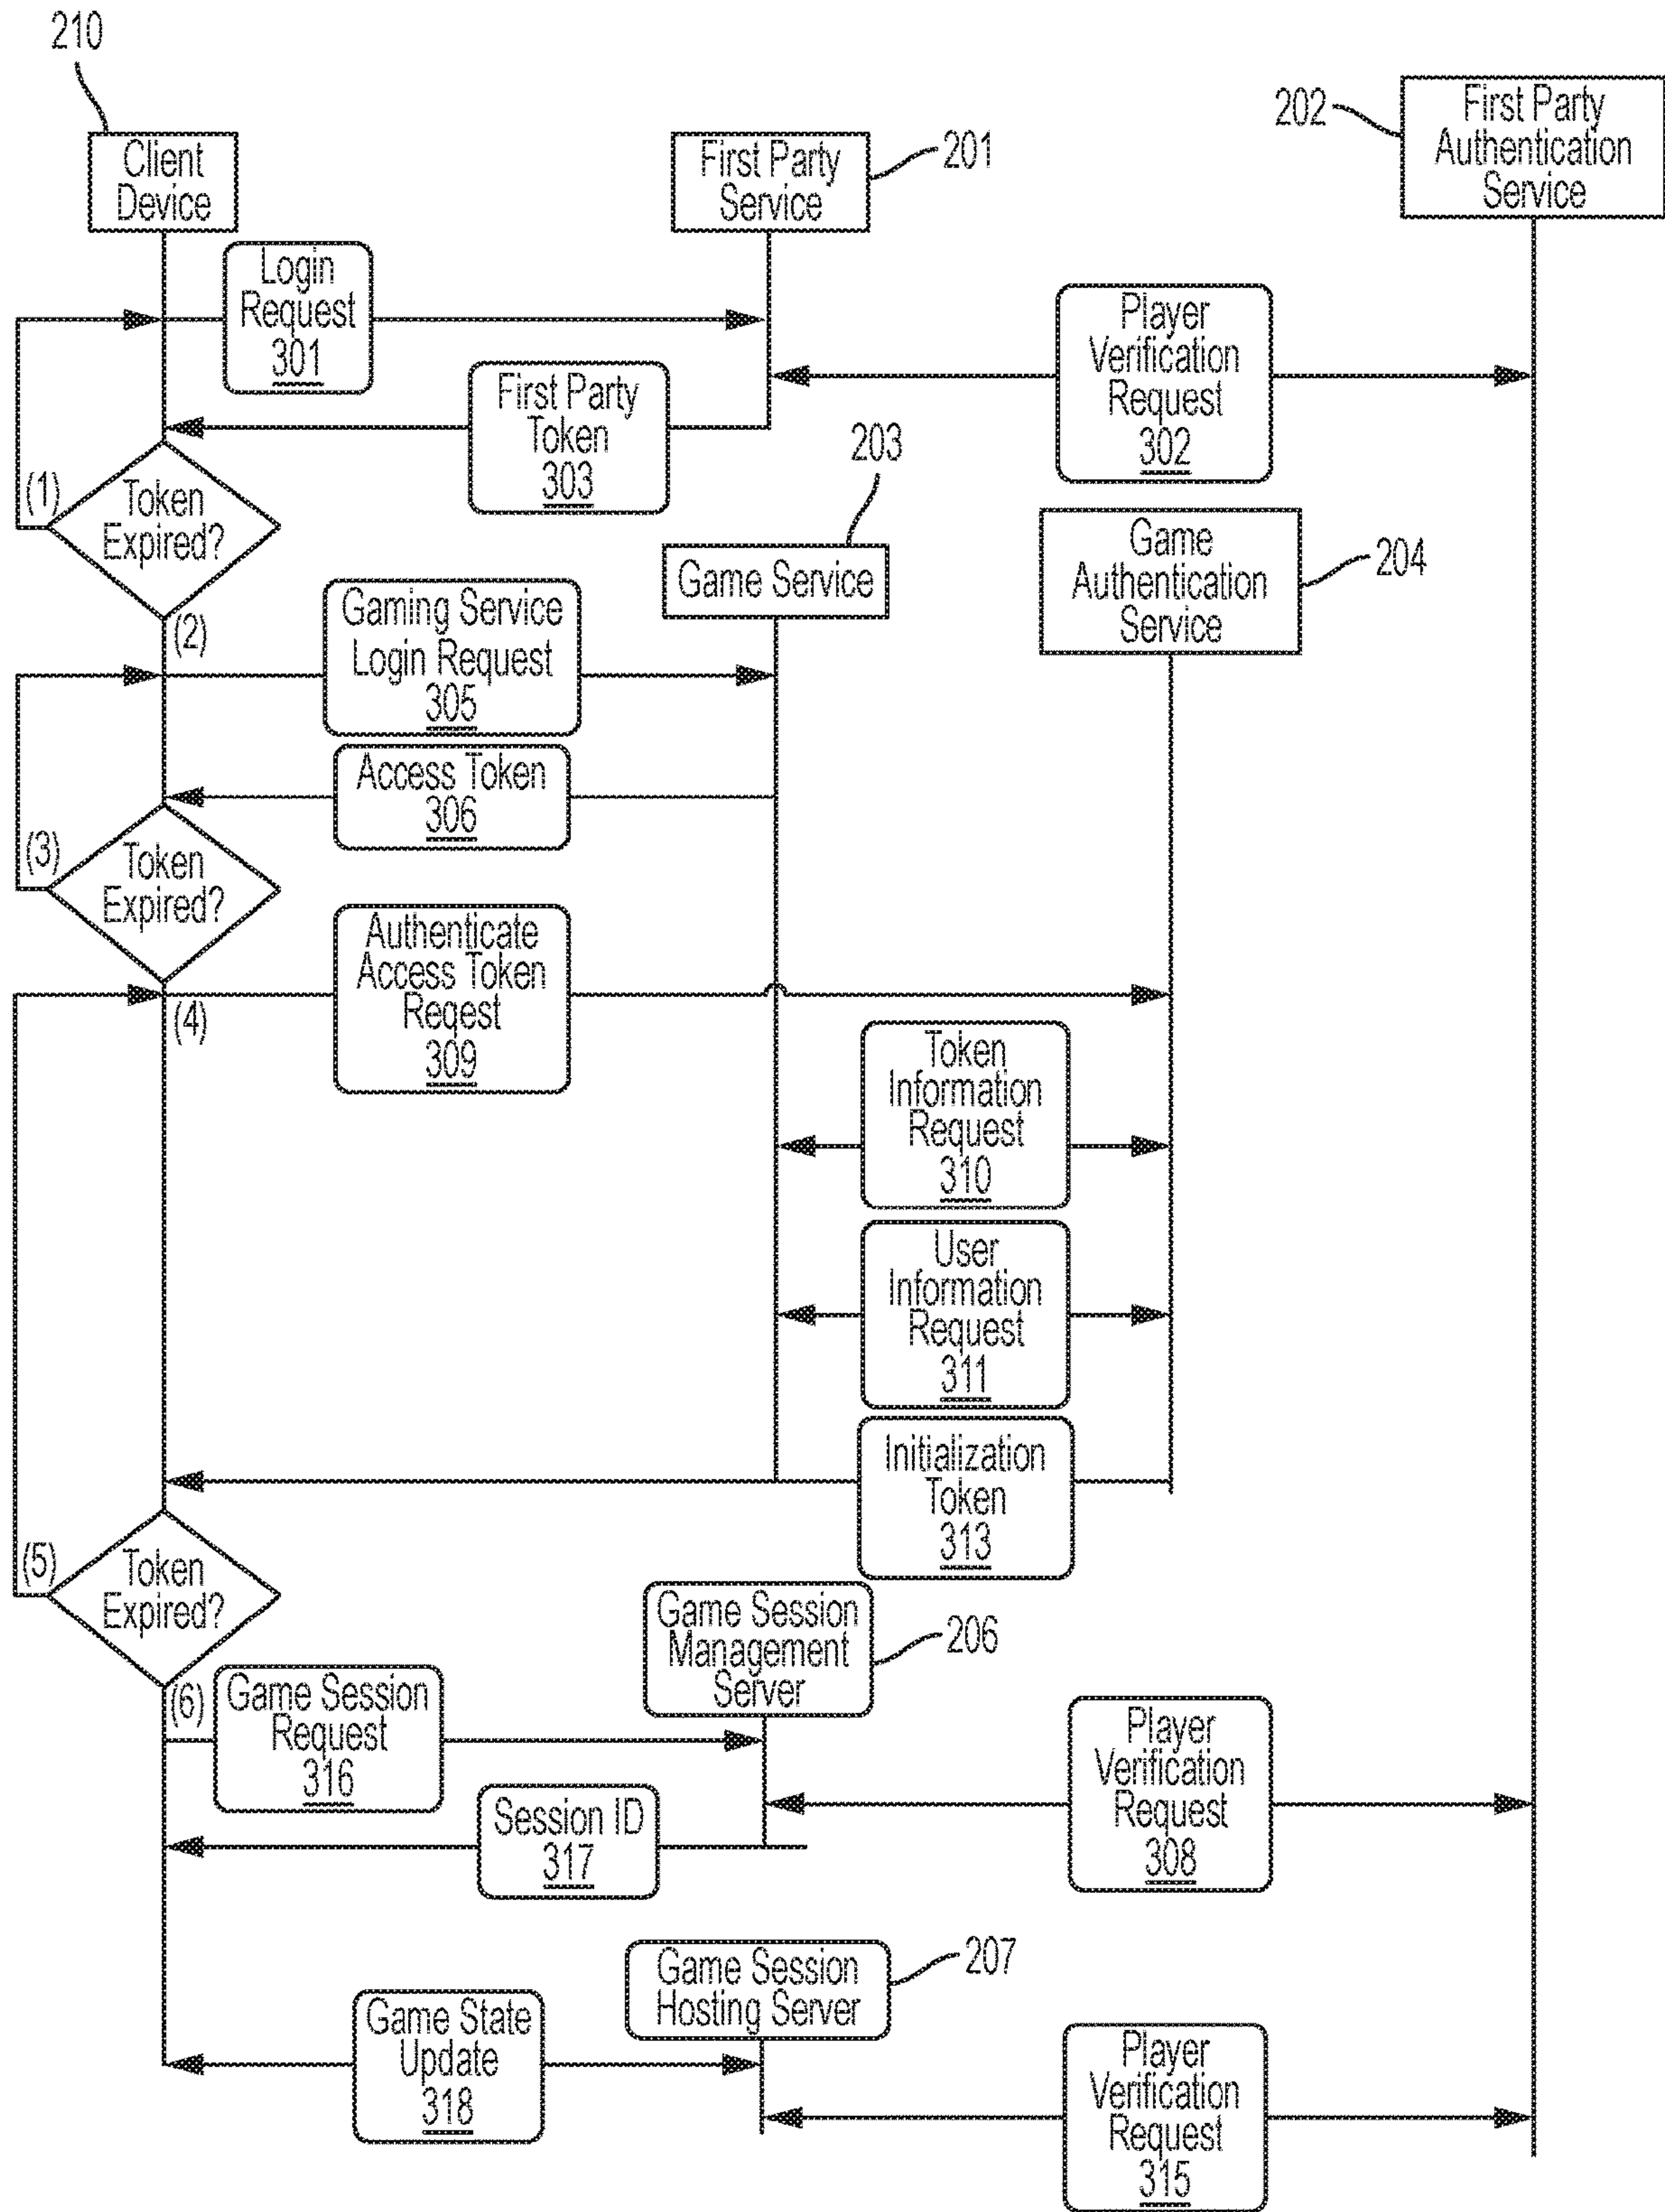 210
Client
Device
First Party
Service
201
202
First Party
Authentication
Service
Login
Request
301
Player
Verification
Request
302
First Party
Token
303
(1)
Token
Expired?
203
Game Service
Game
Authentication
Service
204
(2)
Gaming Service
Login Request
305
Access Token
306
(3)
Token
Expired?
Authenticate
Access Token
Reqest
309
(4)
Token
Information
Request
310
User
Information
Request
311
Initialization
Token
313
(5)
Token
Expired?
Game Session
Management
Server
206
(6)
Game Session
Request
316
Player
Verification
Request
308
Session ID
317
Game Session
Hosting Server
207
Game State
Update
318
Player
Verification
Request
315